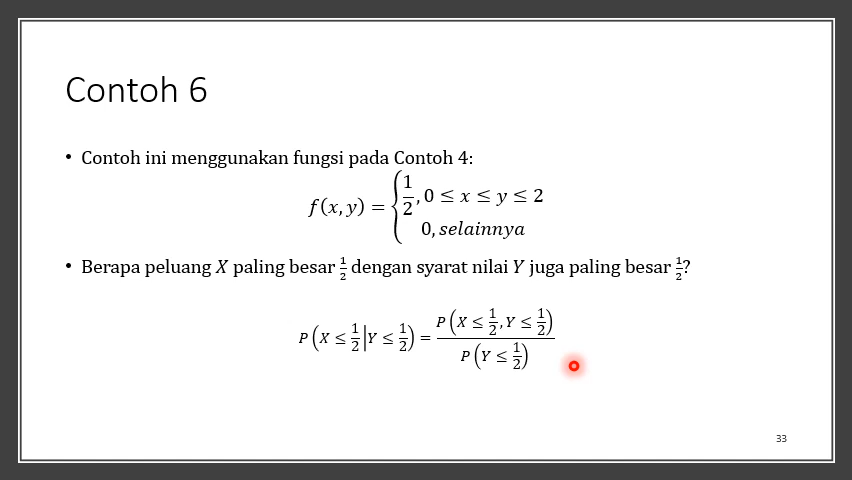 Contoh 6
• Contoh ini menggunakan fungsi pada Contoh 4:
f(x, y) = { 1/2 , 0 ≤ x ≤ y ≤ 2
0, selainnya
• Berapa peluang X paling besar 1/2 dengan syarat nilai Y juga paling besar 1/2?
P(X ≤ 1/2 | Y ≤ 1/2) = P(X ≤ 1/2, Y ≤ 1/2) / P(Y ≤ 1/2)
33